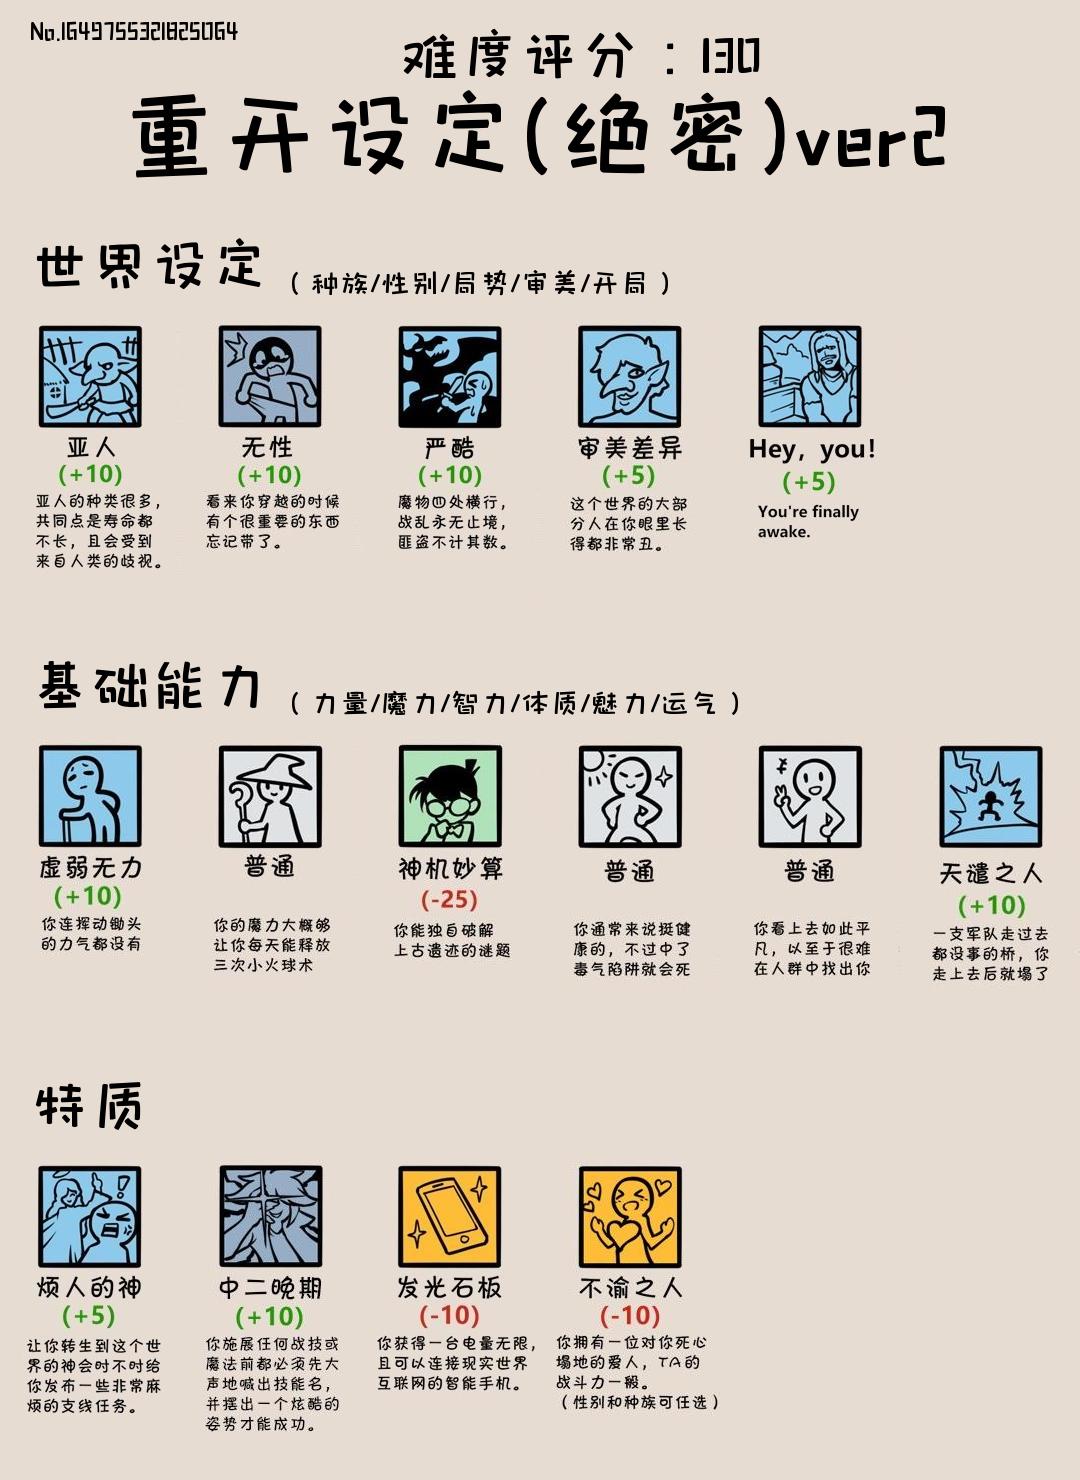 No.1649755321825064
难度评分：130
重开设定(绝密)ver2
世界设定（种族/性别/局势/审美/开局）
亚人
(+10)
亚人的种类很多，
共同点是寿命都
不长，且会受到
来自人类的歧视。
无性
(+10)
看来你穿越的时候
有个很重要的东西
忘记带了。
严酷
(+10)
魔物四处横行，
战乱永无止境，
匪盗不计其数。
审美差异
(+5)
这个世界的大部
分人在你眼里长
得都非常丑。
Hey, you!
(+5)
You're finally
awake.
基础能力（力量/魔力/智力/体质/魅力/运气）
虚弱无力
(+10)
你连挥动锄头
的力气都没有
普通
你的魔力大概够
让你每天能释放
三次小火球术
神机妙算
(-25)
你能独自破解
上古遗迹的谜题
普通
你通常来说挺健
康的，不过中了
毒气陷阱就会死
普通
你看上去如此平
凡，以至于很难
在人群中找出你
天谴之人
(+10)
一支军队走过去
都没事的桥，你
走上去后就塌了
特质
烦人的神
(+5)
让你转生到这个世
界的神会时不时给
你发布一些非常麻
烦的支线任务。
中二晚期
(+10)
你施展任何战技或
魔法前都必须先大
声地喊出技能名，
并摆出一个炫酷的
姿势才能成功。
发光石板
(-10)
你获得一台电量无限，
且可以连接现实世界
互联网的智能手机。
不渝之人
(-10)
你拥有一位对你死心
塌地的爱人，TA的
战斗力一般。
（性别和种族可任选）